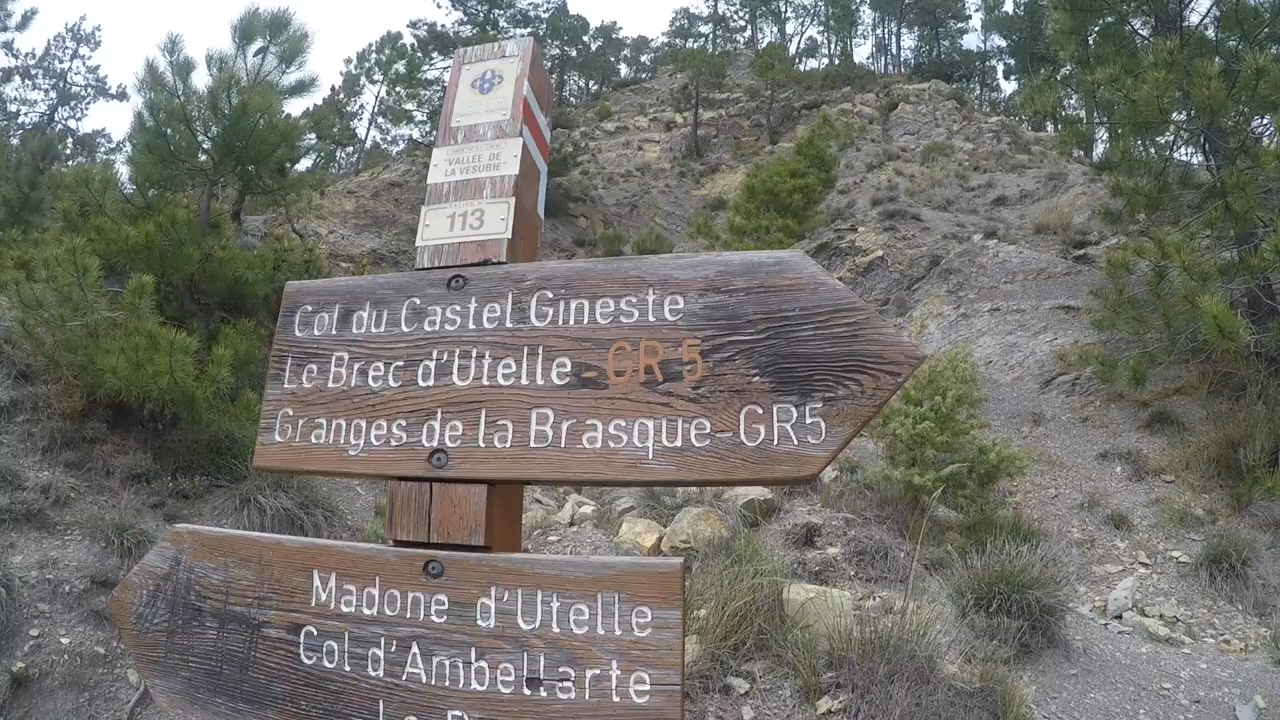 "VALLEE DE
LA VESUBIE"
113
Col du Castel Gineste
Le Brec d'Utelle - GR 5
Granges de la Brasque-GR5
Madone d'Utelle
Col d'Ambellarte